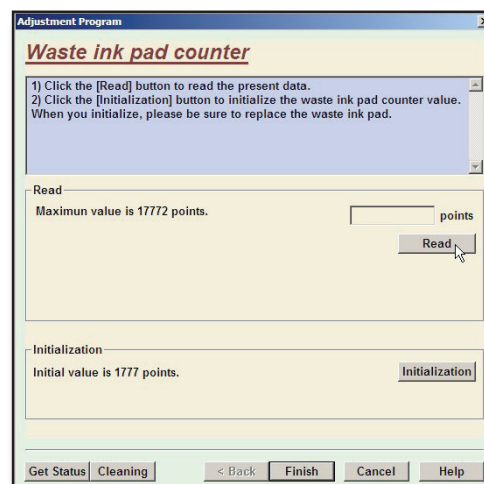 Adjustment Program
Waste ink pad counter
1) Click the [Read] button to read the present data.
2) Click the [Initialization] button to initialize the waste ink pad counter value.
When you initialize, please be sure to replace the waste ink pad.
Read
Maximun value is 17772 points.
points
Read
Initialization
Initial value is 1777 points.
Initialization
Get Status Cleaning < Back Finish Cancel Help